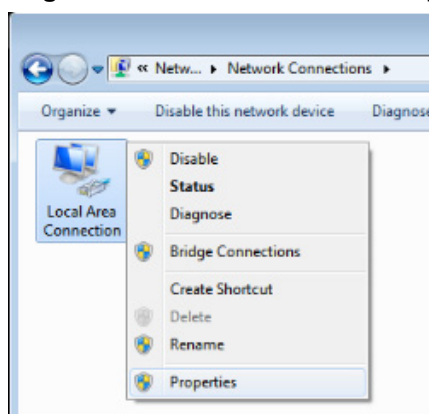 « Netw... ▸ Network Connections ▸
Organize ▾ Disable this network device Diagnose
Local Area
Connection
Disable
Status
Diagnose
Bridge Connections
Create Shortcut
Delete
Rename
Properties